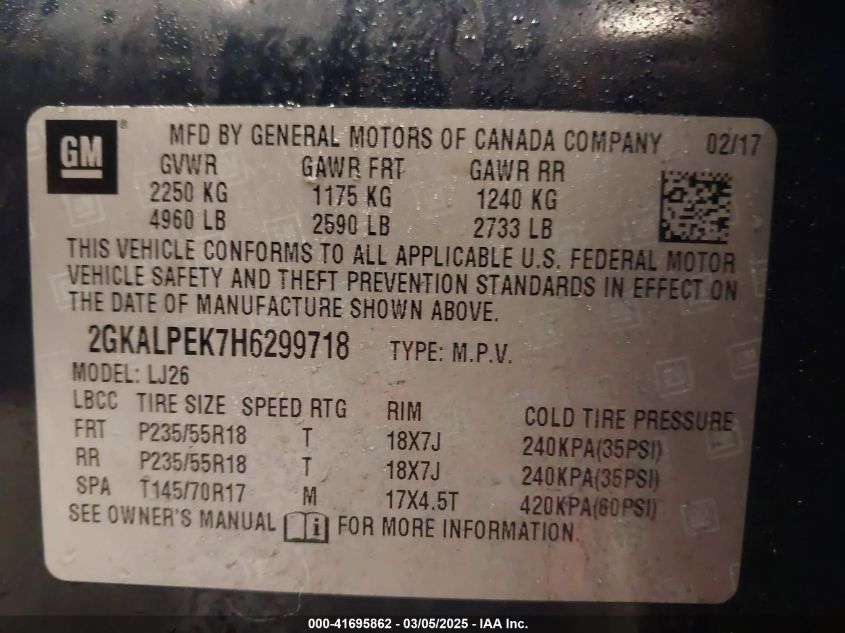 GM® MFD BY GENERAL MOTORS OF CANADA COMPANY 02/17
GVWR GAWR FRT GAWR RR
2250 KG 1175 KG 1240 KG
4960 LB 2590 LB 2733 LB
THIS VEHICLE CONFORMS TO ALL APPLICABLE U.S. FEDERAL MOTOR
VEHICLE SAFETY AND THEFT PREVENTION STANDARDS IN EFFECT ON
THE DATE OF MANUFACTURE SHOWN ABOVE.
2GKALPEK7H6299718 TYPE: M.P.V.
MODEL: LJ26
LBCC TIRE SIZE SPEED RTG RIM COLD TIRE PRESSURE
FRT P235/55R18 T 18X7J 240KPA(35PSI)
RR P235/55R18 T 18X7J 240KPA(35PSI)
SPA T145/70R17 M 17X4.5T 420KPA(60PSI)
SEE OWNER'S MANUAL i FOR MORE INFORMATION.
000-41695862 - 03/05/2025 - IAA Inc.